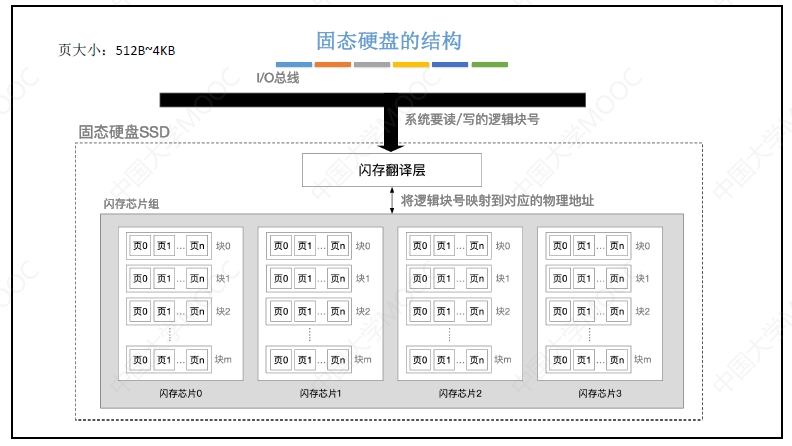 固态硬盘的结构
页大小：512B~4KB
I/O总线
系统要读/写的逻辑块号
固态硬盘SSD
闪存翻译层
将逻辑块号映射到对应的物理地址
闪存芯片组
页0 页1 … 页n 块0 页0 页1 … 页n 块0 页0 页1 … 页n 块0 页0 页1 … 页n 块0
页0 页1 … 页n 块1 页0 页1 … 页n 块1 页0 页1 … 页n 块1 页0 页1 … 页n 块1
页0 页1 … 页n 块2 页0 页1 … 页n 块2 页0 页1 … 页n 块2 页0 页1 … 页n 块2
页0 页1 … 页n 块m 页0 页1 … 页n 块m 页0 页1 … 页n 块m 页0 页1 … 页n 块m
闪存芯片0 闪存芯片1 闪存芯片2 闪存芯片3
中国大学MOOC